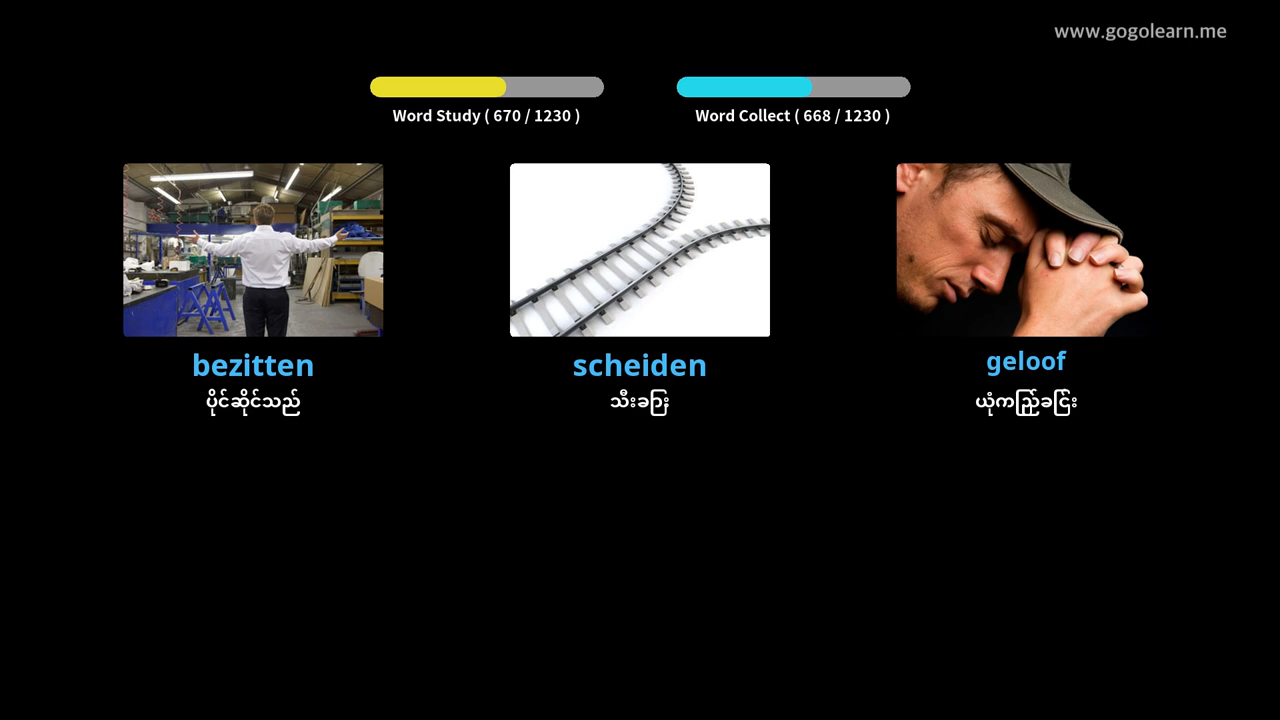 www.gogolearn.me
Word Study ( 670 / 1230 )
Word Collect ( 668 / 1230 )
bezitten
ပိုင်ဆိုင်သည်
scheiden
သီးခြား
geloof
ယုံကြည်ခြင်း